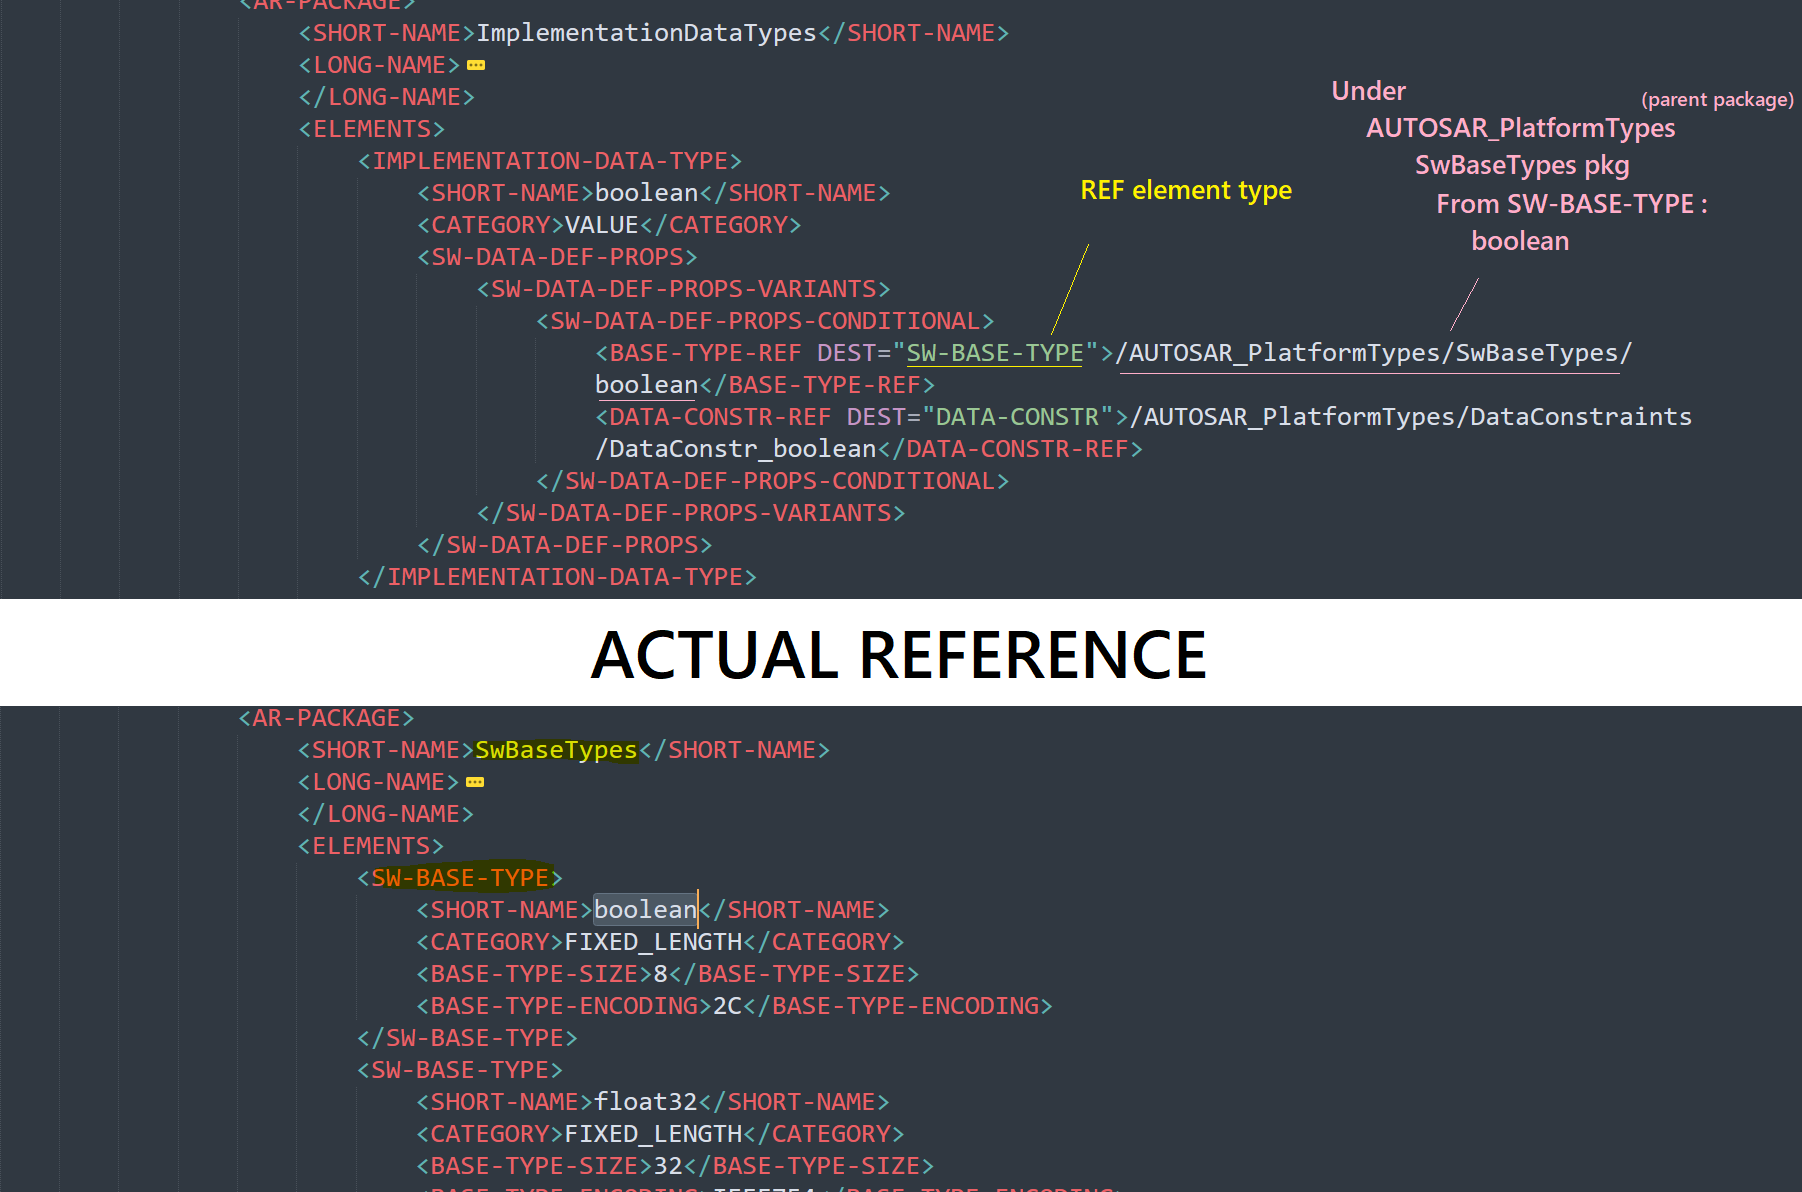 <AR-PACKAGE>
<SHORT-NAME>ImplementationDataTypes</SHORT-NAME>
<LONG-NAME>
</LONG-NAME>
<ELEMENTS>
<IMPLEMENTATION-DATA-TYPE>
<SHORT-NAME>boolean</SHORT-NAME>
<CATEGORY>VALUE</CATEGORY>
<SW-DATA-DEF-PROPS>
<SW-DATA-DEF-PROPS-VARIANTS>
<SW-DATA-DEF-PROPS-CONDITIONAL>
<BASE-TYPE-REF DEST="SW-BASE-TYPE">/AUTOSAR_PlatformTypes/SwBaseTypes/
boolean</BASE-TYPE-REF>
<DATA-CONSTR-REF DEST="DATA-CONSTR">/AUTOSAR_PlatformTypes/DataConstraints
/DataConstr_boolean</DATA-CONSTR-REF>
</SW-DATA-DEF-PROPS-CONDITIONAL>
</SW-DATA-DEF-PROPS-VARIANTS>
</SW-DATA-DEF-PROPS>
</IMPLEMENTATION-DATA-TYPE>
REF element type
Under
(parent package)
AUTOSAR_PlatformTypes
SwBaseTypes pkg
From SW-BASE-TYPE :
boolean
ACTUAL REFERENCE
<AR-PACKAGE>
<SHORT-NAME>SwBaseTypes</SHORT-NAME>
<LONG-NAME>
</LONG-NAME>
<ELEMENTS>
<SW-BASE-TYPE>
<SHORT-NAME>boolean</SHORT-NAME>
<CATEGORY>FIXED_LENGTH</CATEGORY>
<BASE-TYPE-SIZE>8</BASE-TYPE-SIZE>
<BASE-TYPE-ENCODING>2C</BASE-TYPE-ENCODING>
</SW-BASE-TYPE>
<SW-BASE-TYPE>
<SHORT-NAME>float32</SHORT-NAME>
<CATEGORY>FIXED_LENGTH</CATEGORY>
<BASE-TYPE-SIZE>32</BASE-TYPE-SIZE>
<BASE-TYPE-ENCODING>IEEE754</BASE-TYPE-ENCODING>